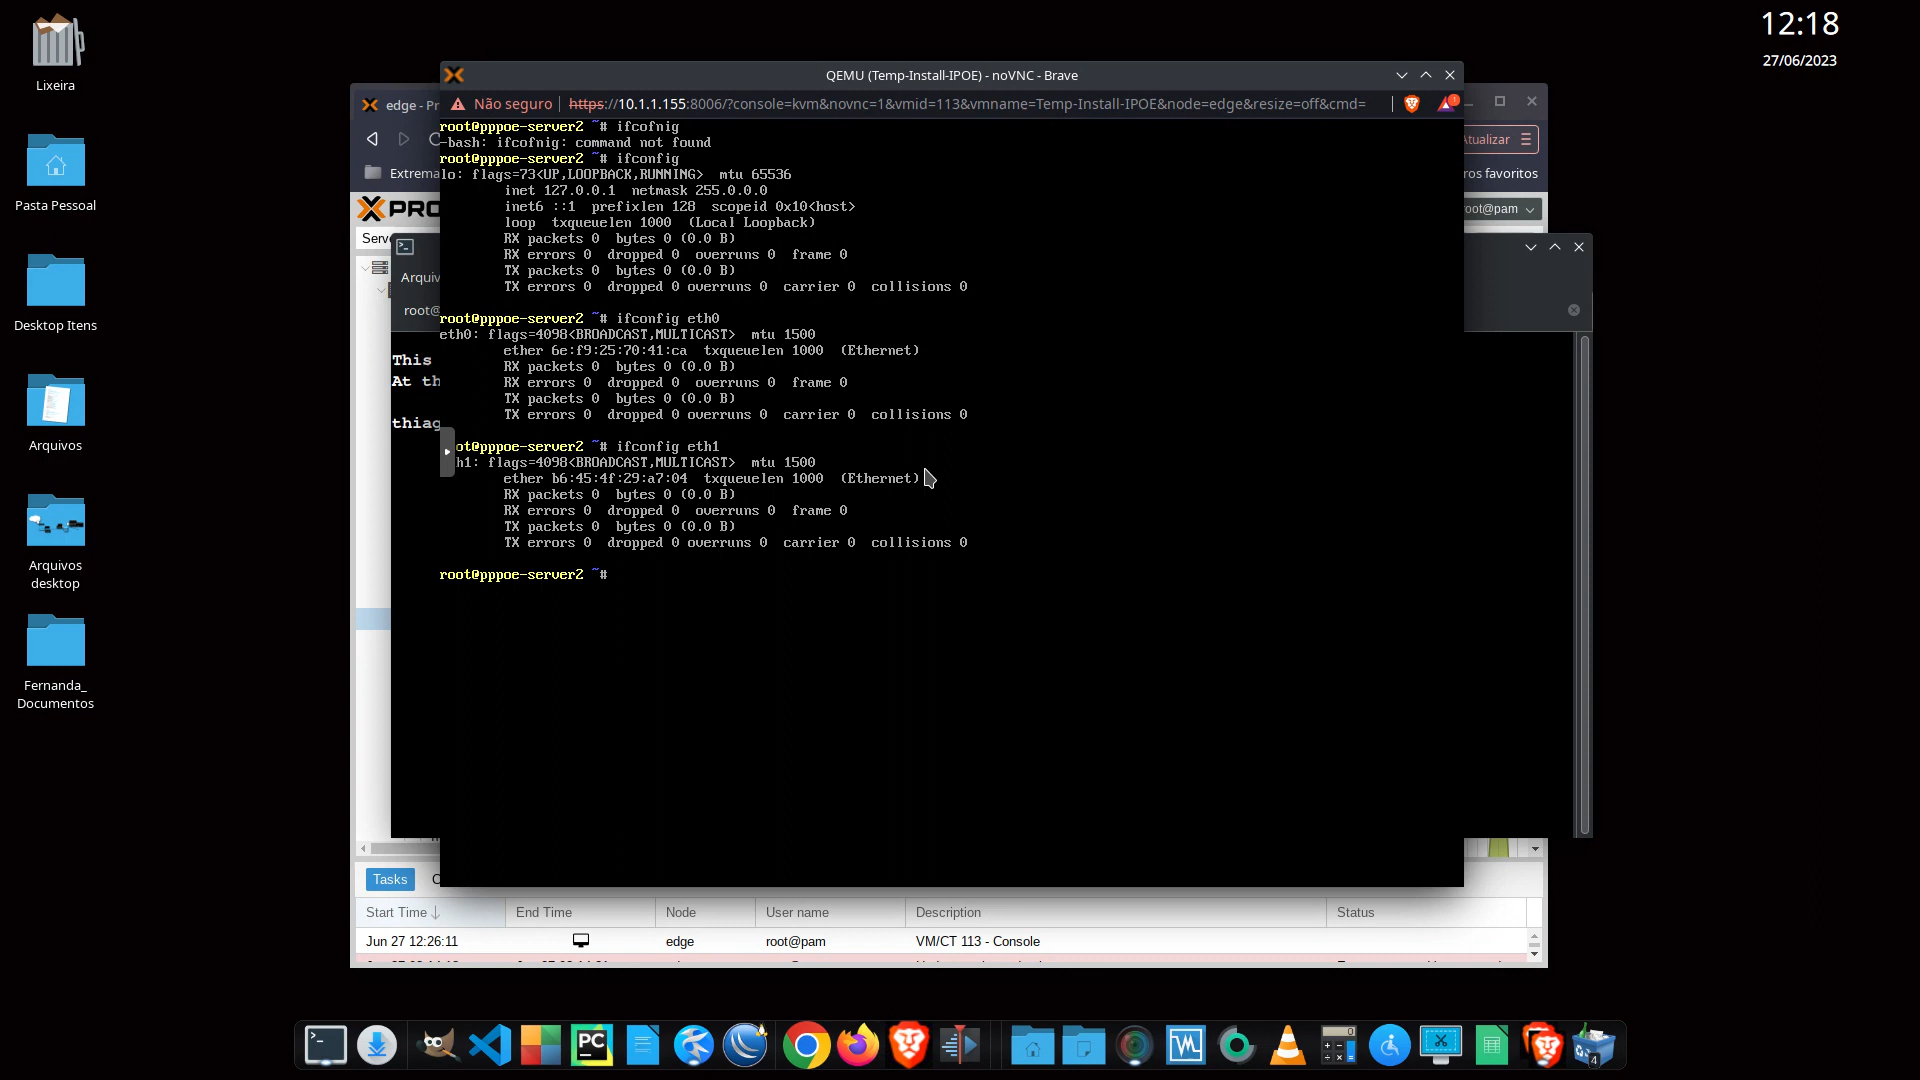 12:18
27/06/2023
Lixeira
Pasta Pessoal
Desktop Itens
Arquivos
Arquivos
desktop
Fernanda_
Documentos
QEMU (Temp-Install-IPOE) - noVNC - Brave
edge - Pr
Não seguro
https://10.1.1.155:8006/?console=kvm&novnc=1&vmid=113&vmname=Temp-Install-IPOE&node=edge&resize=off&cmd=
Atualizar
Extrema
ros favoritos
XPRO
oot@pam
Serve
Arquiv
root@
This
At th
thiag
root@pppoe-server2 ~# ifcofnig
-bash: ifcofnig: command not found
root@pppoe-server2 ~# ifconfig
lo: flags=73<UP,LOOPBACK,RUNNING>  mtu 65536
inet 127.0.0.1  netmask 255.0.0.0
inet6 ::1  prefixlen 128  scopeid 0x10<host>
loop  txqueuelen 1000  (Local Loopback)
RX packets 0  bytes 0 (0.0 B)
RX errors 0  dropped 0  overruns 0  frame 0
TX packets 0  bytes 0 (0.0 B)
TX errors 0  dropped 0 overruns 0  carrier 0  collisions 0
root@pppoe-server2 ~# ifconfig eth0
eth0: flags=4098<BROADCAST,MULTICAST>  mtu 1500
ether 6e:f9:25:70:41:ca  txqueuelen 1000  (Ethernet)
RX packets 0  bytes 0 (0.0 B)
RX errors 0  dropped 0  overruns 0  frame 0
TX packets 0  bytes 0 (0.0 B)
TX errors 0  dropped 0 overruns 0  carrier 0  collisions 0
ot@pppoe-server2 ~# ifconfig eth1
h1: flags=4098<BROADCAST,MULTICAST>  mtu 1500
ether b6:45:4f:29:a7:04  txqueuelen 1000  (Ethernet)
RX packets 0  bytes 0 (0.0 B)
RX errors 0  dropped 0  overruns 0  frame 0
TX packets 0  bytes 0 (0.0 B)
TX errors 0  dropped 0 overruns 0  carrier 0  collisions 0
root@pppoe-server2 ~#
Tasks
Start Time
End Time
Node
User name
Description
Status
Jun 27 12:26:11
edge
root@pam
VM/CT 113 - Console
PC
4